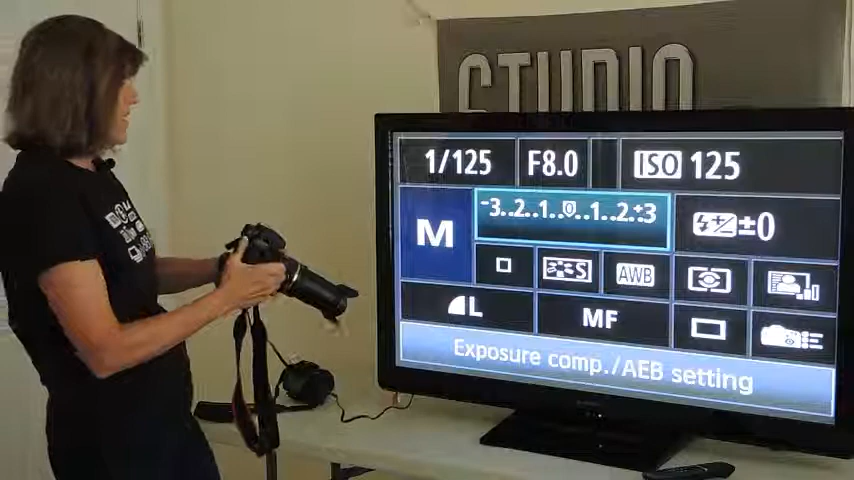 STUDIO
1/125 F8.0 ISO 125
M -3..2..1..0..1..2.+3 ±0
S AWB
L MF
Exposure comp./AEB setting